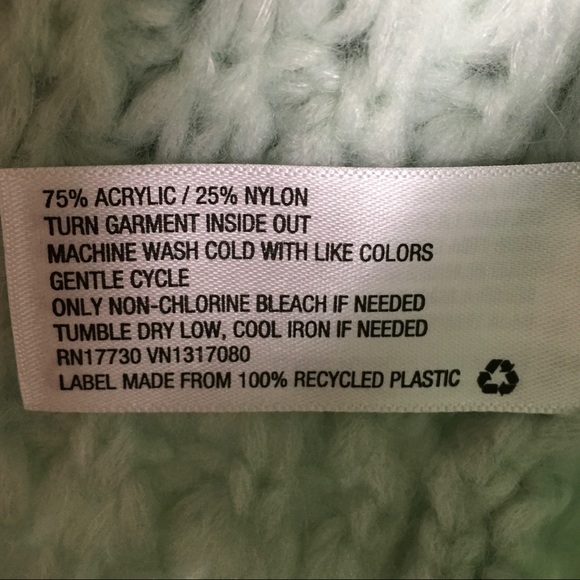 75% ACRYLIC / 25% NYLON
TURN GARMENT INSIDE OUT
MACHINE WASH COLD WITH LIKE COLORS
GENTLE CYCLE
ONLY NON-CHLORINE BLEACH IF NEEDED
TUMBLE DRY LOW, COOL IRON IF NEEDED
RN17730 VN1317080
LABEL MADE FROM 100% RECYCLED PLASTIC